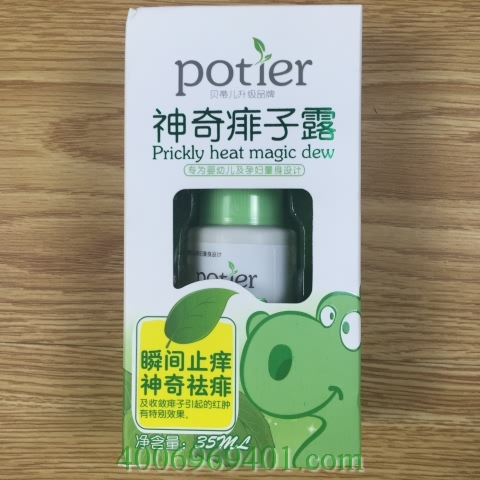 potier
贝蒂儿升级品牌
神奇痱子露
Prickly heat magic dew
专为婴幼儿及孕妇量身设计
potier
瞬间止痒
神奇祛痱
及收敛痱子引起的红肿
有特别效果。
净含量：35ML
4006969401.com